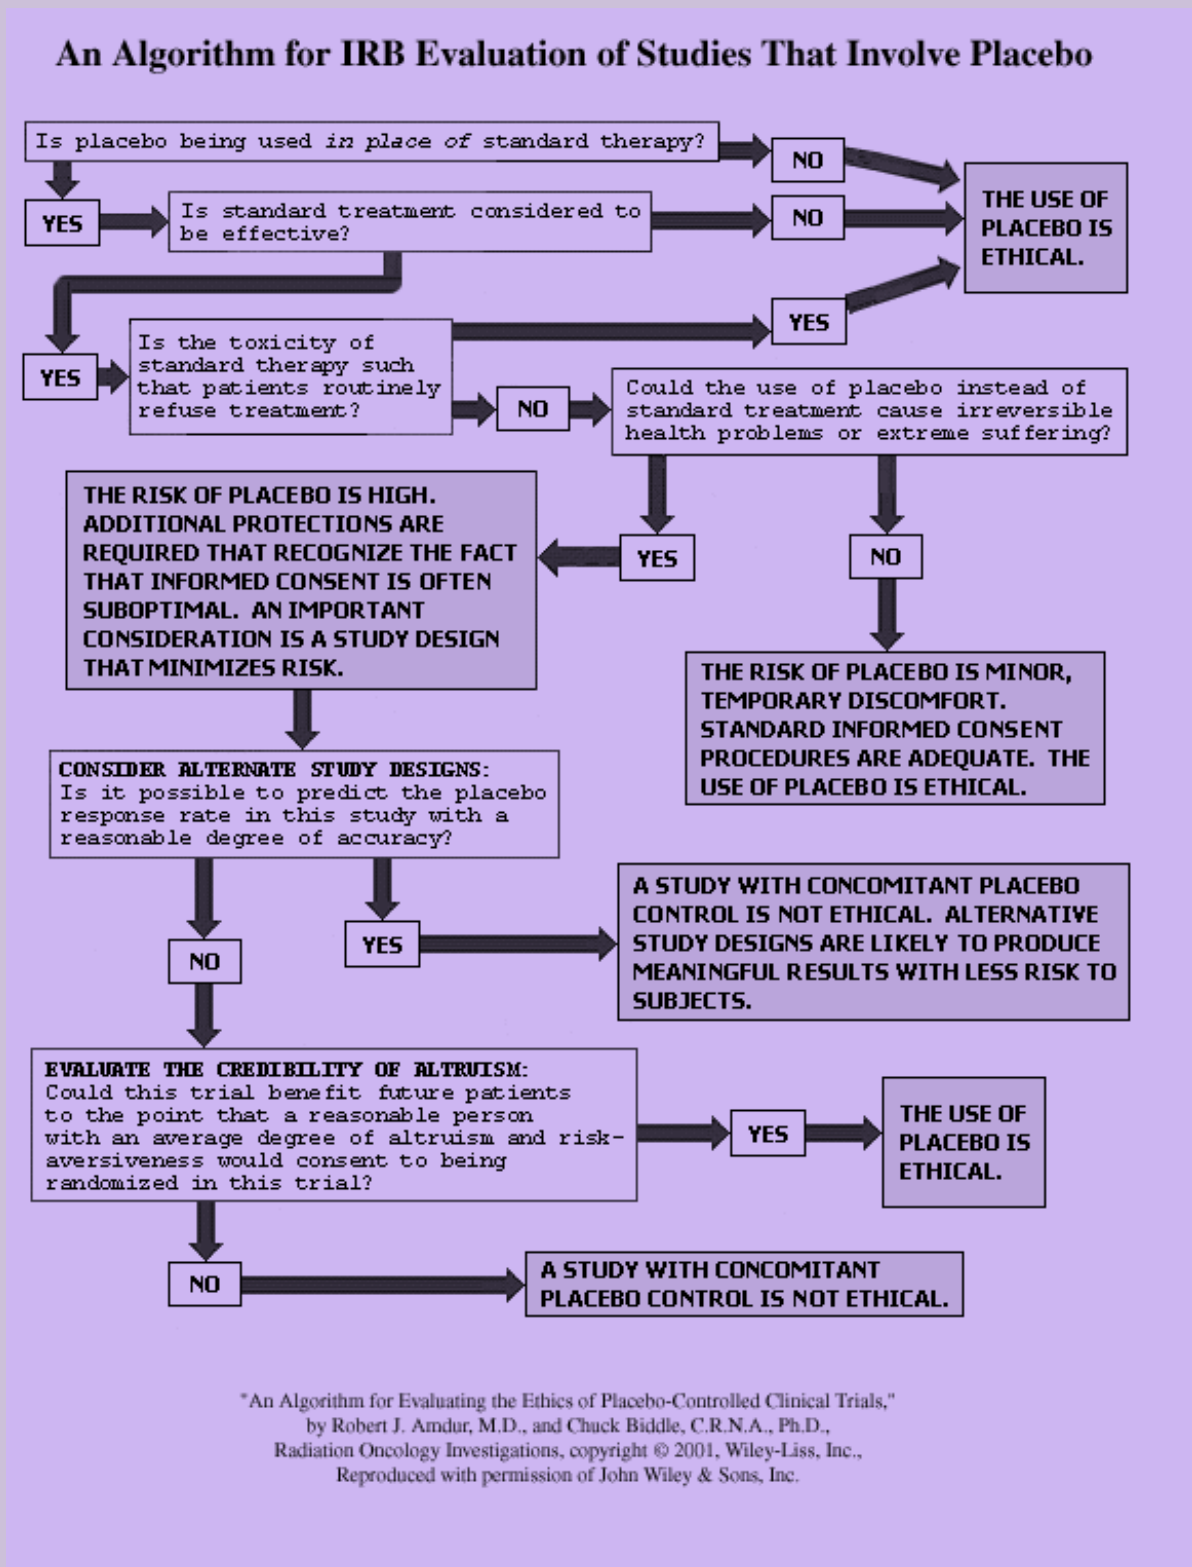 An Algorithm for IRB Evaluation of Studies That Involve Placebo
Is placebo being used in place of standard therapy?
NO
YES
Is standard treatment considered to
be effective?
NO
THE USE OF
PLACEBO IS
ETHICAL.
YES
Is the toxicity of
standard therapy such
that patients routinely
refuse treatment?
YES
NO
Could the use of placebo instead of
standard treatment cause irreversible
health problems or extreme suffering?
YES
NO
THE RISK OF PLACEBO IS HIGH.
ADDITIONAL PROTECTIONS ARE
REQUIRED THAT RECOGNIZE THE FACT
THAT INFORMED CONSENT IS OFTEN
SUBOPTIMAL. AN IMPORTANT
CONSIDERATION IS A STUDY DESIGN
THAT MINIMIZES RISK.
THE RISK OF PLACEBO IS MINOR,
TEMPORARY DISCOMFORT.
STANDARD INFORMED CONSENT
PROCEDURES ARE ADEQUATE. THE
USE OF PLACEBO IS ETHICAL.
CONSIDER ALTERNATE STUDY DESIGNS:
Is it possible to predict the placebo
response rate in this study with a
reasonable degree of accuracy?
NO
YES
A STUDY WITH CONCOMITANT PLACEBO
CONTROL IS NOT ETHICAL. ALTERNATIVE
STUDY DESIGNS ARE LIKELY TO PRODUCE
MEANINGFUL RESULTS WITH LESS RISK TO
SUBJECTS.
EVALUATE THE CREDIBILITY OF ALTRUISM:
Could this trial benefit future patients
to the point that a reasonable person
with an average degree of altruism and risk-
aversiveness would consent to being
randomized in this trial?
YES
THE USE OF
PLACEBO IS
ETHICAL.
NO
A STUDY WITH CONCOMITANT
PLACEBO CONTROL IS NOT ETHICAL.
"An Algorithm for Evaluating the Ethics of Placebo-Controlled Clinical Trials,"
by Robert J. Amdur, M.D., and Chuck Biddle, C.R.N.A., Ph.D.,
Radiation Oncology Investigations, copyright © 2001, Wiley-Liss, Inc.,
Reproduced with permission of John Wiley & Sons, Inc.